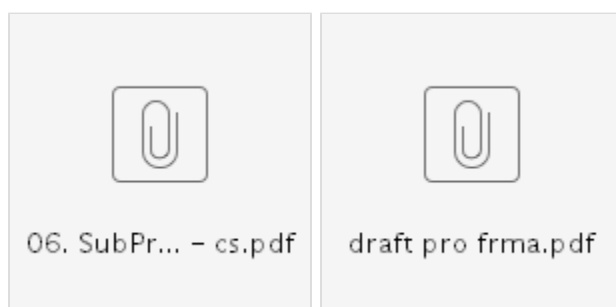 06. SubPr... – cs.pdf
draft pro frma.pdf